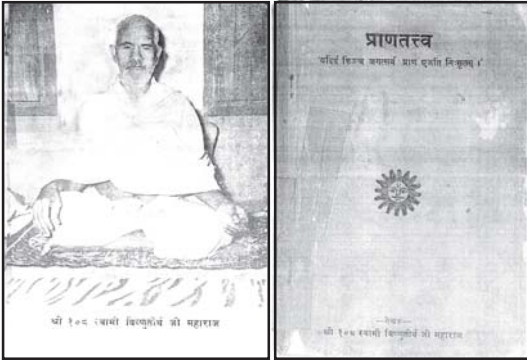 श्री १०८ स्वामी विष्णुतीर्थ जी महाराज
प्राणतत्त्व
'यदिदं किञ्च जगत्सर्वं प्राण एजति निःसृतम् ।'
—लेखक—
श्री १०८ स्वामी विष्णुतीर्थ जी महाराज